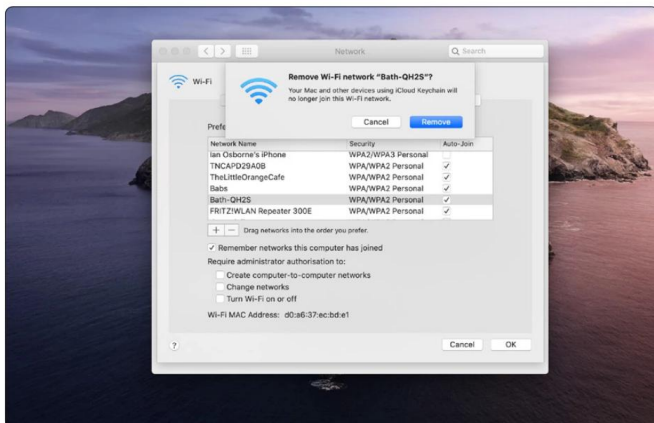 Network
Search
Wi-Fi
Remove Wi-Fi network “Bath-QH2S”?
Your Mac and other devices using iCloud Keychain will
no longer join this Wi-Fi network.
Cancel
Remove
Prefe
Network Name Security Auto-Join
Ian Osborne's iPhone WPA2/WPA3 Personal
TNCAPD29A0B WPA/WPA2 Personal
TheLittleOrangeCafe WPA/WPA2 Personal
Babs WPA/WPA2 Personal
Bath-QH2S WPA/WPA2 Personal
FRITZ!WLAN Repeater 300E WPA/WPA2 Personal
+ − Drag networks into the order you prefer.
Remember networks this computer has joined
Require administrator authorisation to:
Create computer-to-computer networks
Change networks
Turn Wi-Fi on or off
Wi-Fi MAC Address: d0:a6:37:ec:bd:e1
? Cancel OK